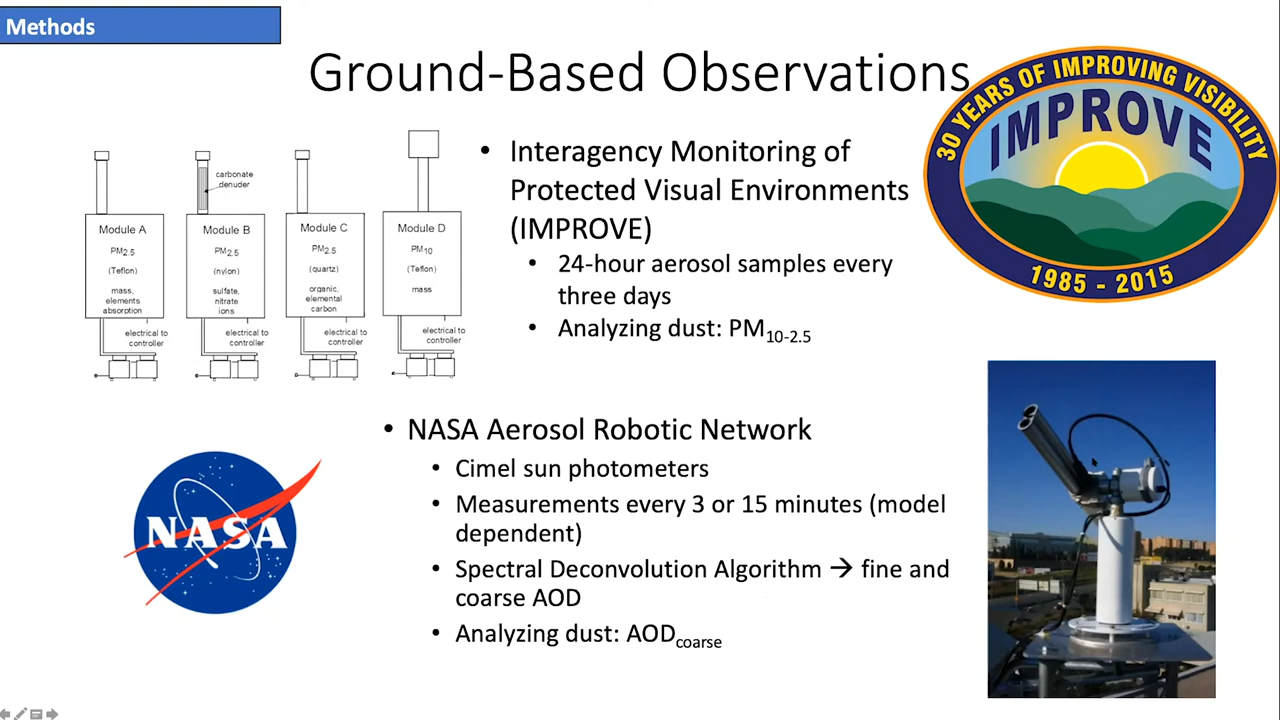 Methods
Ground-Based Observations
30 YEARS OF IMPROVING VISIBILITY
IMPROVE
1985 - 2015
carbonate
denuder
Module A
PM2.5
(Teflon)
mass,
elements
absorption)
electrical to
controller
Module B
PM2.5
(nylon)
sulfate,
nitrate
ions
electrical to
controller
Module C
PM2.5
(quartz)
organic,
elemental
carbon
electrical to
controller
Module D
PM10
(Teflon)
mass
electrical to
controller
• Interagency Monitoring of
Protected Visual Environments
(IMPROVE)
• 24-hour aerosol samples every
three days
• Analyzing dust: PM10-2.5
NASA
• NASA Aerosol Robotic Network
• Cimel sun photometers
• Measurements every 3 or 15 minutes (model
dependent)
• Spectral Deconvolution Algorithm → fine and
coarse AOD
• Analyzing dust: AODcoarse